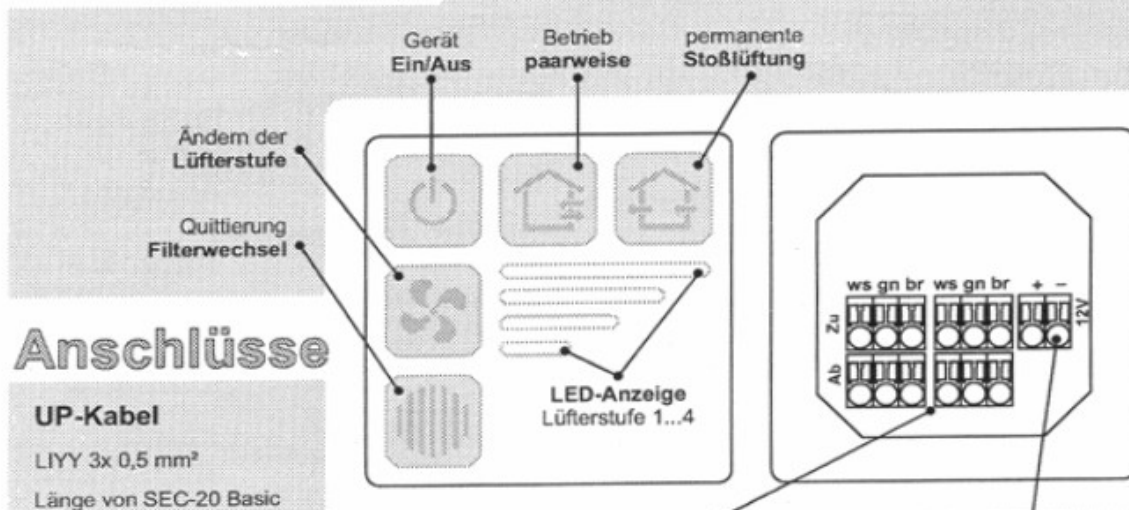 Gerät
Ein/Aus
Betrieb
paarweise
permanente
Stoßlüftung
Ändern der
Lüfterstufe
Quittierung
Filterwechsel
LED-Anzeige
Lüfterstufe 1...4
ws gn br ws gn br + −
Zu
12V
Ab
Anschlüsse
UP-Kabel
LIYY 3x 0,5 mm²
Länge von SEC-20 Basic